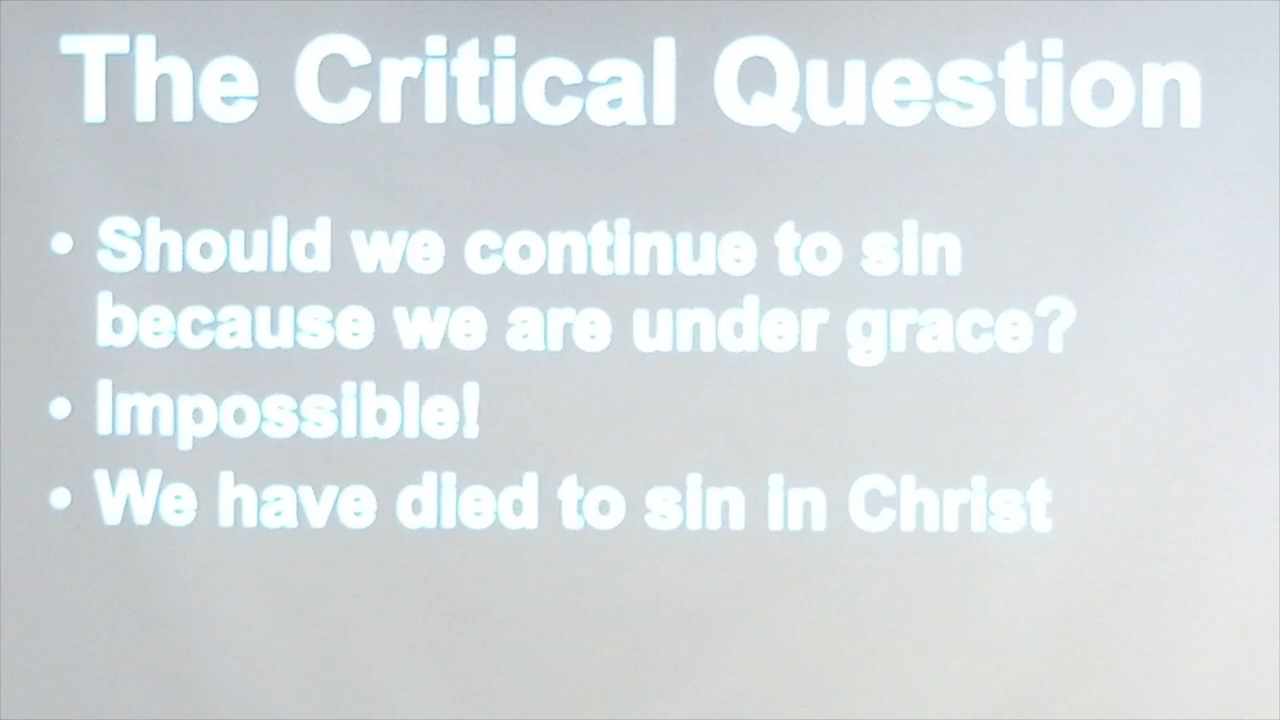 The Critical Question
• Should we continue to sin
because we are under grace?
• Impossible!
• We have died to sin in Christ